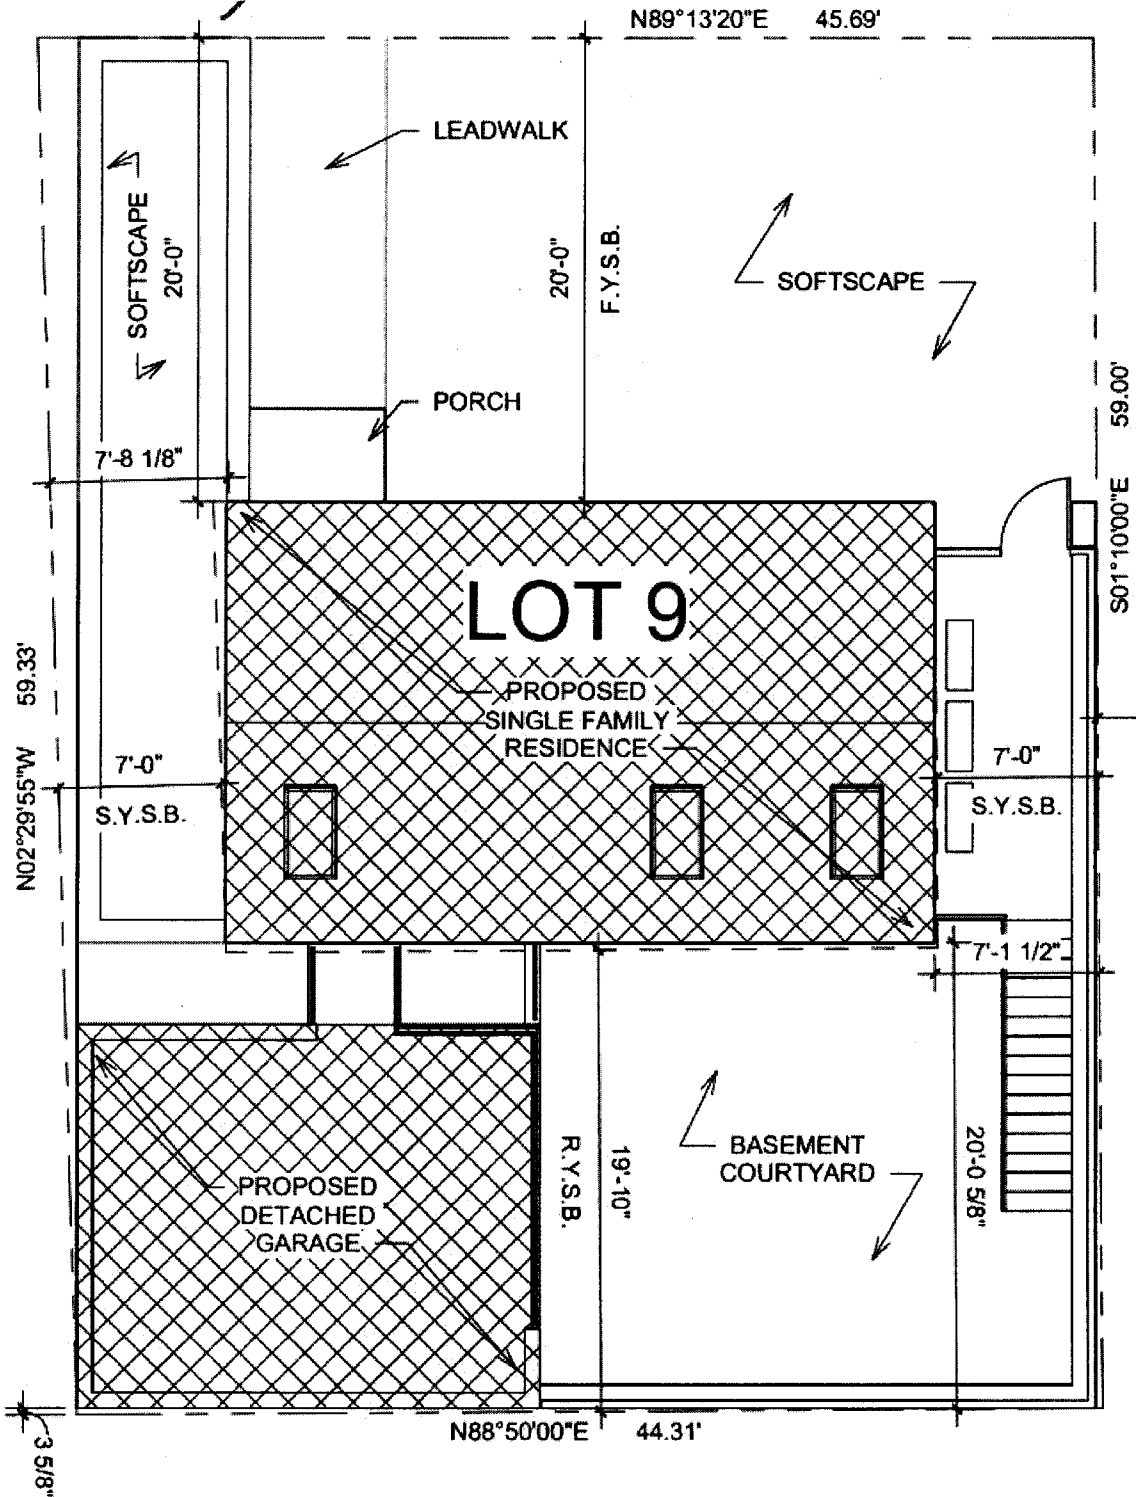 N89°13'20"E 45.69'
LEADWALK
SOFTSCAPE
20'-0"
20'-0"
F.Y.S.B.
SOFTSCAPE
PORCH
S01°10'00"E 59.00'
7'-8 1/8"
LOT 9
PROPOSED
SINGLE FAMILY
RESIDENCE
N02°29'55"W 59.33'
7'-0"
S.Y.S.B.
7'-0"
S.Y.S.B.
7'-1 1/2"
BASEMENT
COURTYARD
R.Y.S.B.
19'-10"
20'-0 5/8"
PROPOSED
DETACHED
GARAGE
N88°50'00"E 44.31'
3 5/8"